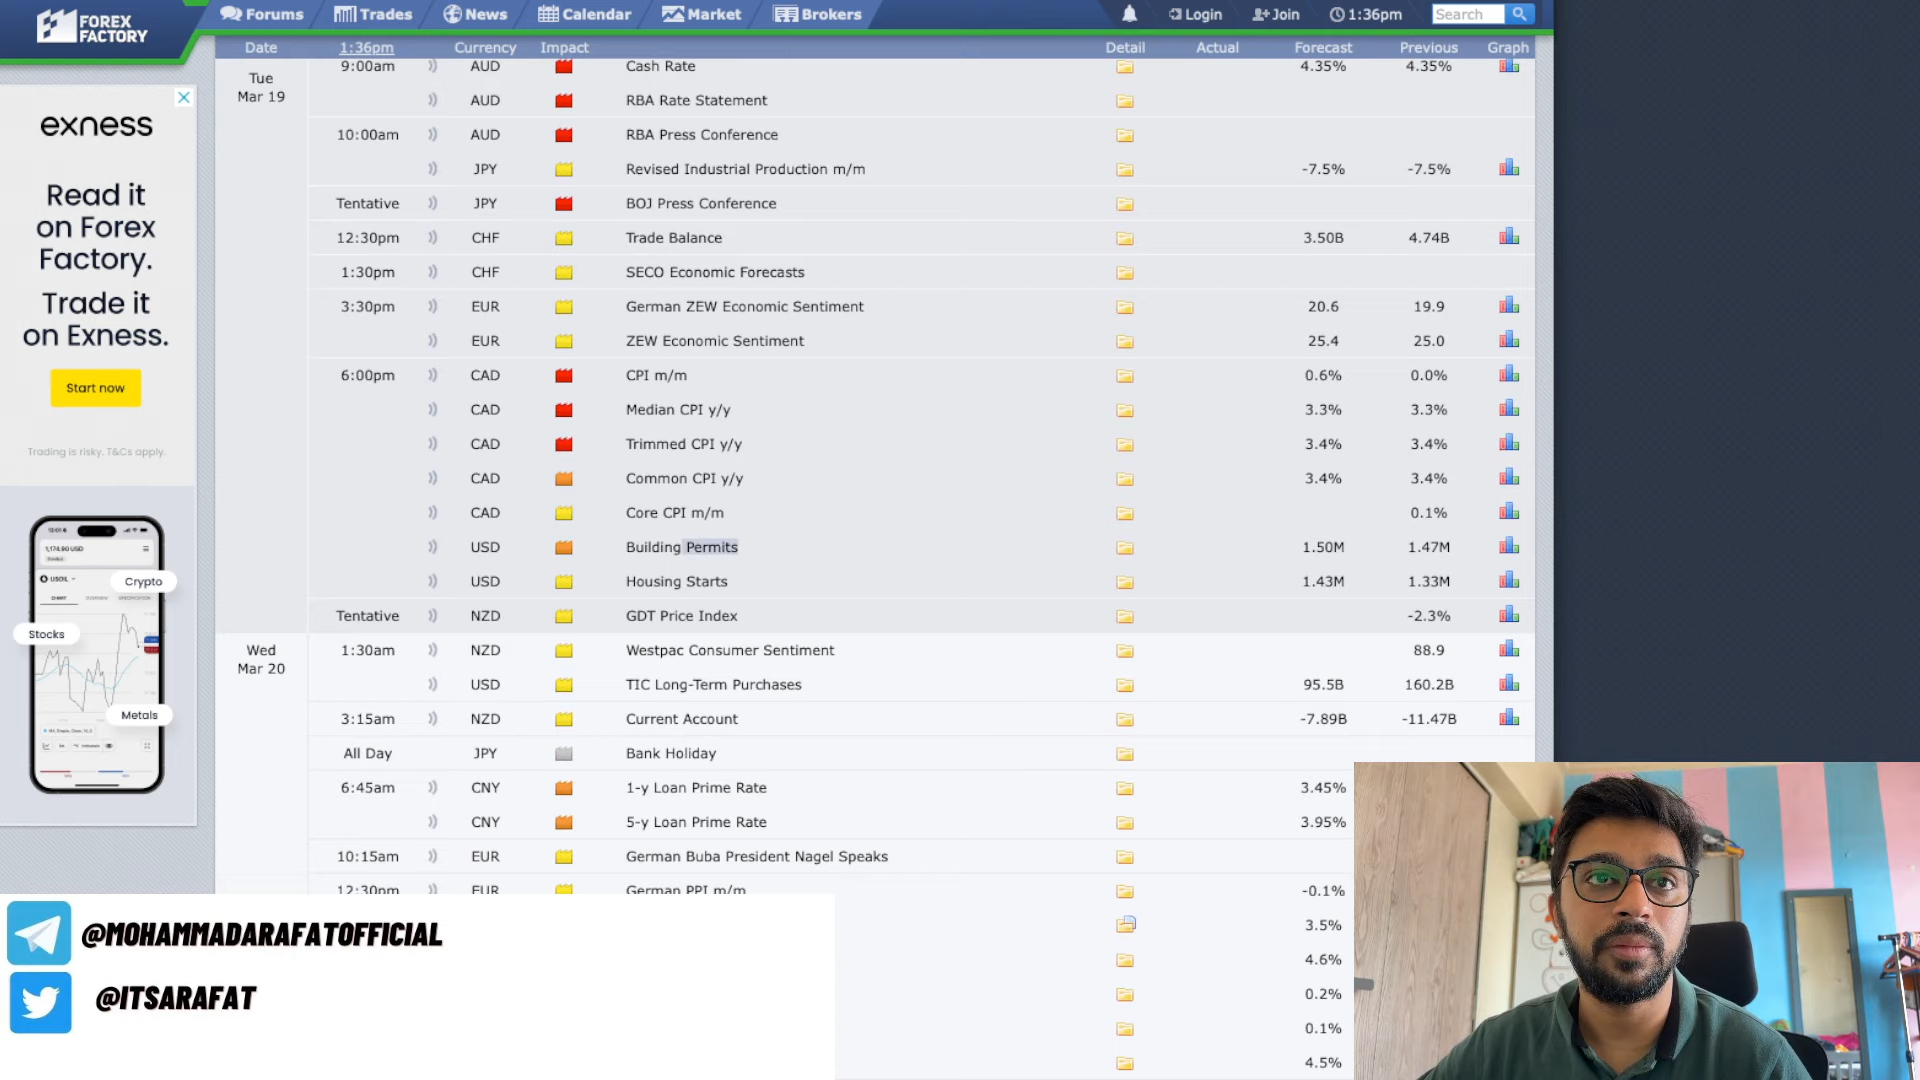 FOREX
FACTORY
Forums Trades News Calendar Market Brokers Login Join 1:36pm Search
Date 1:36pm Currency Impact Detail Actual Forecast Previous Graph
Tue
Mar 19
9:00am AUD Cash Rate 4.35% 4.35%
AUD RBA Rate Statement
10:00am AUD RBA Press Conference
JPY Revised Industrial Production m/m -7.5% -7.5%
Tentative JPY BOJ Press Conference
12:30pm CHF Trade Balance 3.50B 4.74B
1:30pm CHF SECO Economic Forecasts
3:30pm EUR German ZEW Economic Sentiment 20.6 19.9
EUR ZEW Economic Sentiment 25.4 25.0
6:00pm CAD CPI m/m 0.6% 0.0%
CAD Median CPI y/y 3.3% 3.3%
CAD Trimmed CPI y/y 3.4% 3.4%
CAD Common CPI y/y 3.4% 3.4%
CAD Core CPI m/m 0.1%
USD Building Permits 1.50M 1.47M
USD Housing Starts 1.43M 1.33M
Tentative NZD GDT Price Index -2.3%
Wed
Mar 20
1:30am NZD Westpac Consumer Sentiment 88.9
USD TIC Long-Term Purchases 95.5B 160.2B
3:15am NZD Current Account -7.89B -11.47B
All Day JPY Bank Holiday
6:45am CNY 1-y Loan Prime Rate 3.45%
CNY 5-y Loan Prime Rate 3.95%
10:15am EUR German Buba President Nagel Speaks
12:30pm EUR German PPI m/m -0.1%
3.5%
4.6%
0.2%
0.1%
4.5%
exness
Read it
on Forex
Factory.
Trade it
on Exness.
Start now
Trading is risky. T&Cs apply.
1,174.90 USD
USOIL
Crypto
Stocks
Metals
@MOHAMMADARAFATOFFICIAL
@ITSARAFAT